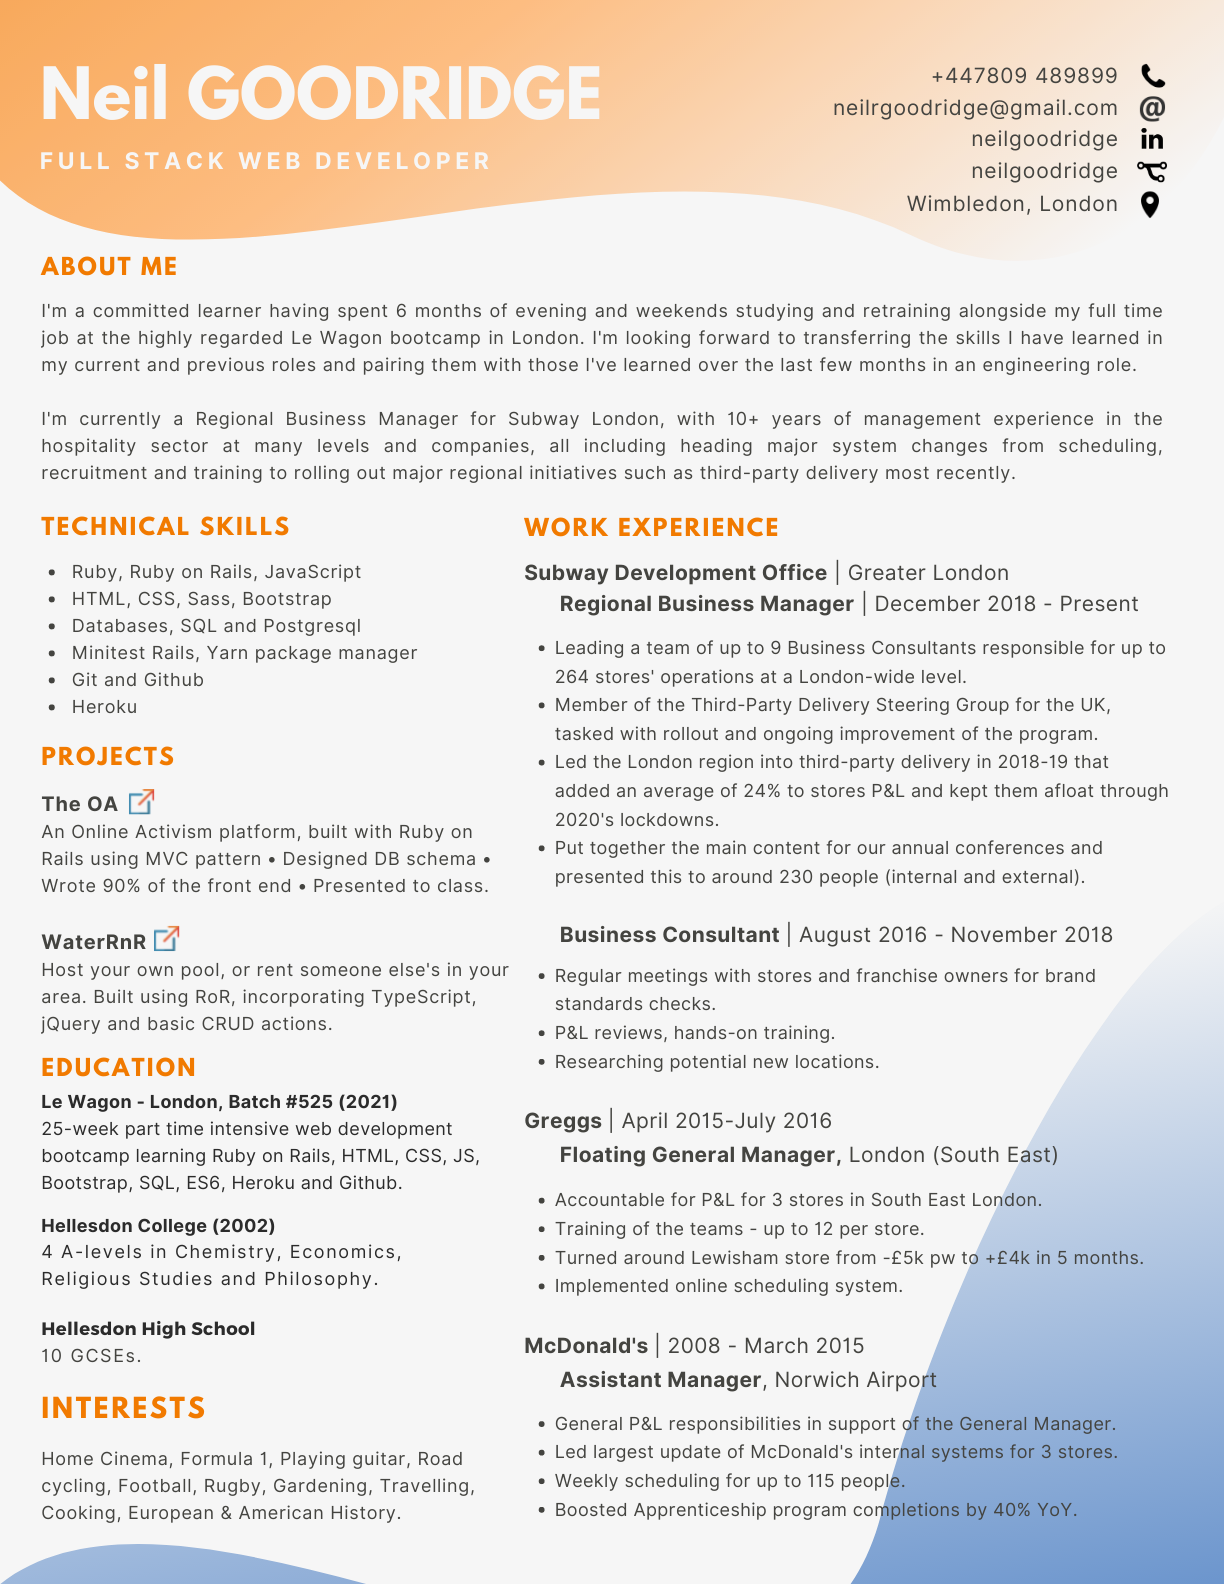 Neil GOODRIDGE
FULL STACK WEB DEVELOPER
+447809 489899
neilrgoodridge@gmail.com
@
neilgoodridge
in
neilgoodridge
Wimbledon, London
ABOUT ME
I'm a committed learner having spent 6 months of evening and weekends studying and retraining alongside my full time
job at the highly regarded Le Wagon bootcamp in London. I'm looking forward to transferring the skills I have learned in
my current and previous roles and pairing them with those I've learned over the last few months in an engineering role.
I'm currently a Regional Business Manager for Subway London, with 10+ years of management experience in the
hospitality sector at many levels and companies, all including heading major system changes from scheduling,
recruitment and training to rolling out major regional initiatives such as third-party delivery most recently.
TECHNICAL SKILLS
• Ruby, Ruby on Rails, JavaScript
• HTML, CSS, Sass, Bootstrap
• Databases, SQL and Postgresql
• Minitest Rails, Yarn package manager
• Git and Github
• Heroku
PROJECTS
The OA
An Online Activism platform, built with Ruby on
Rails using MVC pattern • Designed DB schema •
Wrote 90% of the front end • Presented to class.
WaterRnR
Host your own pool, or rent someone else's in your
area. Built using RoR, incorporating TypeScript,
jQuery and basic CRUD actions.
EDUCATION
Le Wagon - London, Batch #525 (2021)
25-week part time intensive web development
bootcamp learning Ruby on Rails, HTML, CSS, JS,
Bootstrap, SQL, ES6, Heroku and Github.
Hellesdon College (2002)
4 A-levels in Chemistry, Economics,
Religious Studies and Philosophy.
Hellesdon High School
10 GCSEs.
INTERESTS
Home Cinema, Formula 1, Playing guitar, Road
cycling, Football, Rugby, Gardening, Travelling,
Cooking, European & American History.
WORK EXPERIENCE
Subway Development Office | Greater London
Regional Business Manager | December 2018 - Present
• Leading a team of up to 9 Business Consultants responsible for up to
264 stores' operations at a London-wide level.
• Member of the Third-Party Delivery Steering Group for the UK,
tasked with rollout and ongoing improvement of the program.
• Led the London region into third-party delivery in 2018-19 that
added an average of 24% to stores P&L and kept them afloat through
2020's lockdowns.
• Put together the main content for our annual conferences and
presented this to around 230 people (internal and external).
Business Consultant | August 2016 - November 2018
• Regular meetings with stores and franchise owners for brand
standards checks.
• P&L reviews, hands-on training.
• Researching potential new locations.
Greggs | April 2015-July 2016
Floating General Manager, London (South East)
• Accountable for P&L for 3 stores in South East London.
• Training of the teams - up to 12 per store.
• Turned around Lewisham store from -£5k pw to +£4k in 5 months.
• Implemented online scheduling system.
McDonald's | 2008 - March 2015
Assistant Manager, Norwich Airport
• General P&L responsibilities in support of the General Manager.
• Led largest update of McDonald's internal systems for 3 stores.
• Weekly scheduling for up to 115 people.
• Boosted Apprenticeship program completions by 40% YoY.